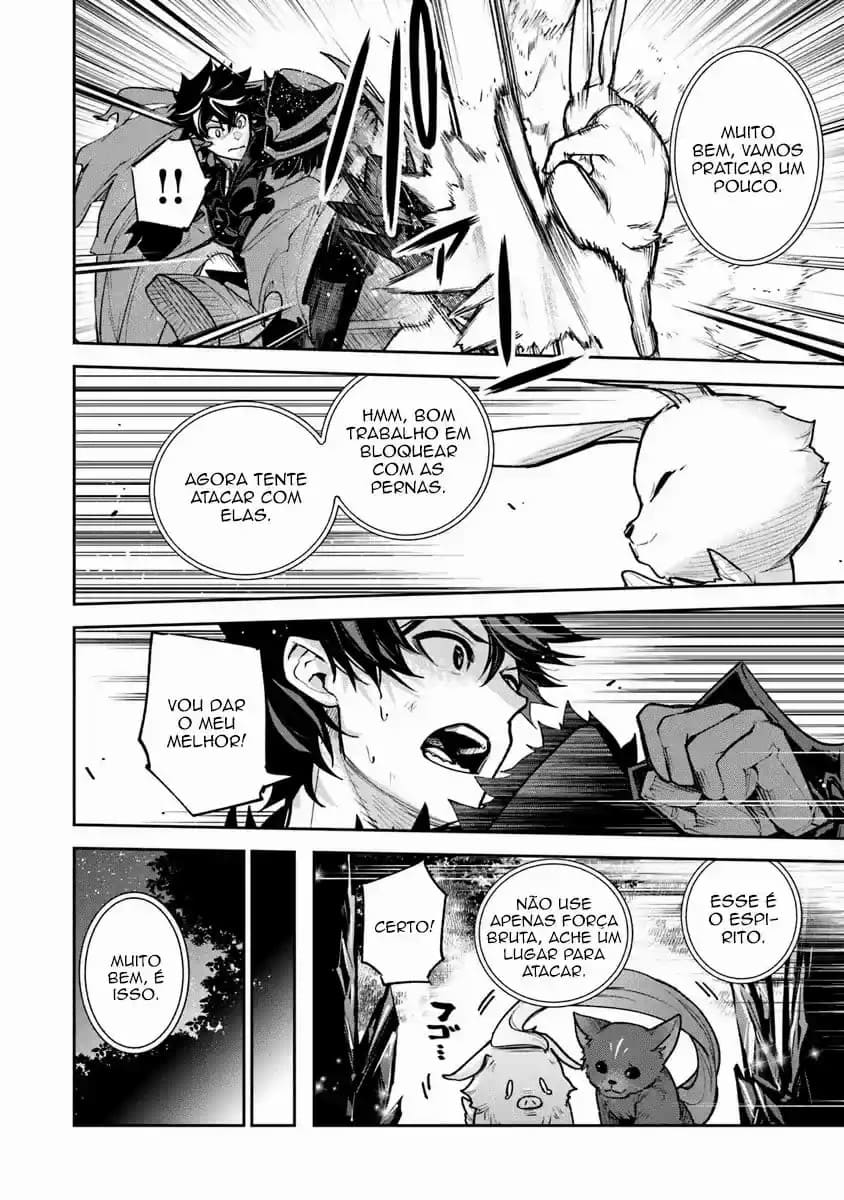 MUITO
BEM, VAMOS
PRATICAR UM
POUCO.
!!
HMM, BOM
TRABALHO EM
BLOQUEAR
COM AS
PERNAS.
AGORA TENTE
ATACAR COM
ELAS.
VOU DAR
O MEU
MELHOR!
ESSE É
O ESPI-
RITO.
NÃO USE
APENAS FORÇA
BRUTA, ACHE UM
LUGAR PARA
ATACAR.
CERTO!
フゴ…
MUITO
BEM, É
ISSO.